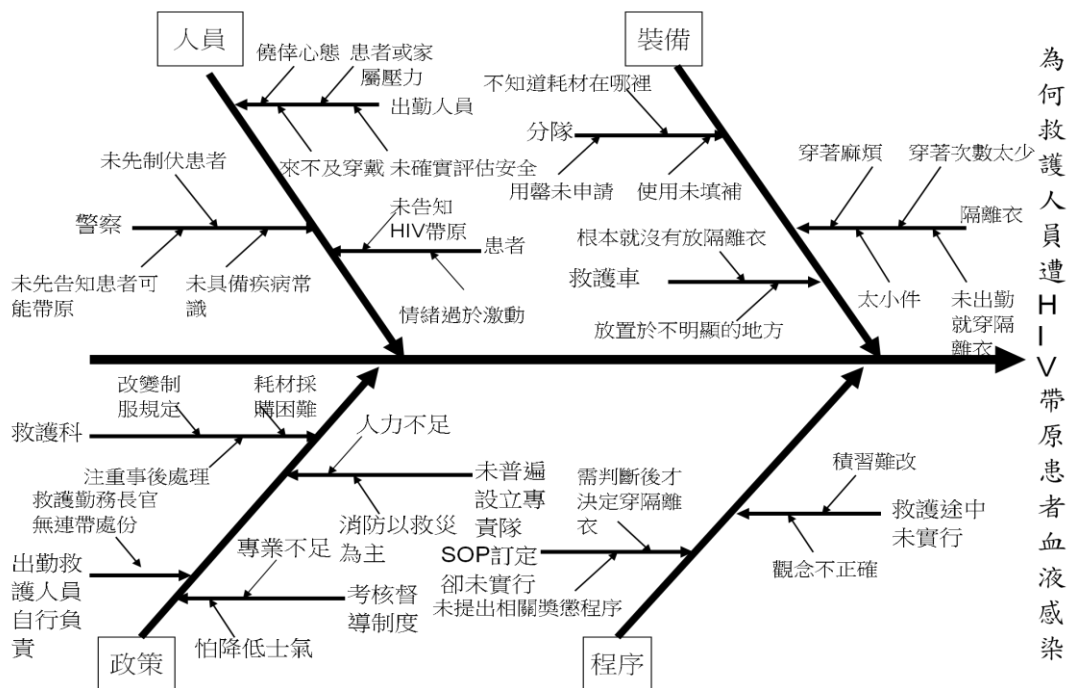 人員
僥倖心態
患者或家
屬壓力
出勤人員
來不及穿戴
未確實評估安全
未先制伏患者
警察
未先告知患者可
能帶原
未具備疾病常
識
未告知
HIV帶原
患者
情緒過於激動
裝備
不知道耗材在哪裡
分隊
用罄未申請
使用未填補
穿著麻煩
穿著次數太少
隔離衣
太小件
未出勤
就穿隔
離衣
根本就沒有放隔離衣
救護車
放置於不明顯的地方
改變制
服規定
耗材採
購困難
救護科
注重事後處理
人力不足
未普遍
設立專
責隊
消防以救災
為主
救護勤務長官
無連帶處份
出勤救
護人員
自行負
責
專業不足
考核督
導制度
怕降低士氣
政策
需判斷後才
決定穿隔離
衣
SOP訂定
卻未實行
未提出相關獎懲程序
積習難改
救護途中
未實行
觀念不正確
程序
為何救護人員遭HIV帶原患者血液感染